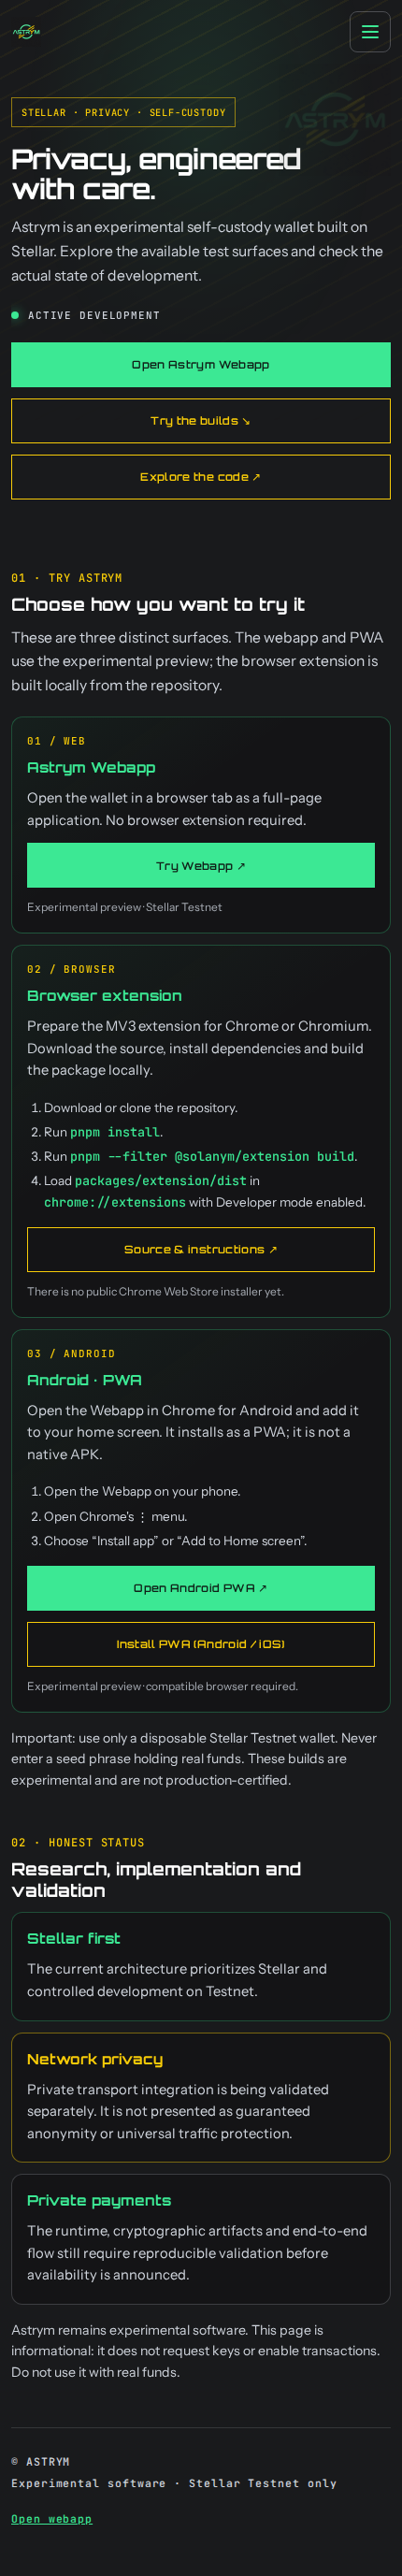 ASTRYM
STELLAR · PRIVACY · SELF-CUSTODY
ASTRYM
Privacy, engineered
with care.
Astrym is an experimental self-custody wallet built on
Stellar. Explore the available test surfaces and check the
actual state of development.
ACTIVE DEVELOPMENT
Open Astrym Webapp
Try the builds ↘
Explore the code ↗
01 · TRY ASTRYM
Choose how you want to try it
These are three distinct surfaces. The webapp and PWA
use the experimental preview; the browser extension is
built locally from the repository.
01 / WEB
Astrym Webapp
Open the wallet in a browser tab as a full-page
application. No browser extension required.
Try Webapp ↗
Experimental preview · Stellar Testnet
02 / BROWSER
Browser extension
Prepare the MV3 extension for Chrome or Chromium.
Download the source, install dependencies and build
the package locally.
1. Download or clone the repository.
2. Run pnpm install.
3. Run pnpm --filter @solanym/extension build.
4. Load packages/extension/dist in
chrome://extensions with Developer mode enabled.
Source & instructions ↗
There is no public Chrome Web Store installer yet.
03 / ANDROID
Android · PWA
Open the Webapp in Chrome for Android and add it
to your home screen. It installs as a PWA; it is not a
native APK.
1. Open the Webapp on your phone.
2. Open Chrome's ⋮ menu.
3. Choose “Install app” or “Add to Home screen”.
Open Android PWA ↗
Install PWA (Android / iOS)
Experimental preview · compatible browser required.
Important: use only a disposable Stellar Testnet wallet. Never
enter a seed phrase holding real funds. These builds are
experimental and are not production-certified.
02 · HONEST STATUS
Research, implementation and
validation
Stellar first
The current architecture prioritizes Stellar and
controlled development on Testnet.
Network privacy
Private transport integration is being validated
separately. It is not presented as guaranteed
anonymity or universal traffic protection.
Private payments
The runtime, cryptographic artifacts and end-to-end
flow still require reproducible validation before
availability is announced.
Astrym remains experimental software. This page is
informational: it does not request keys or enable transactions.
Do not use it with real funds.
© ASTRYM
Experimental software · Stellar Testnet only
Open webapp